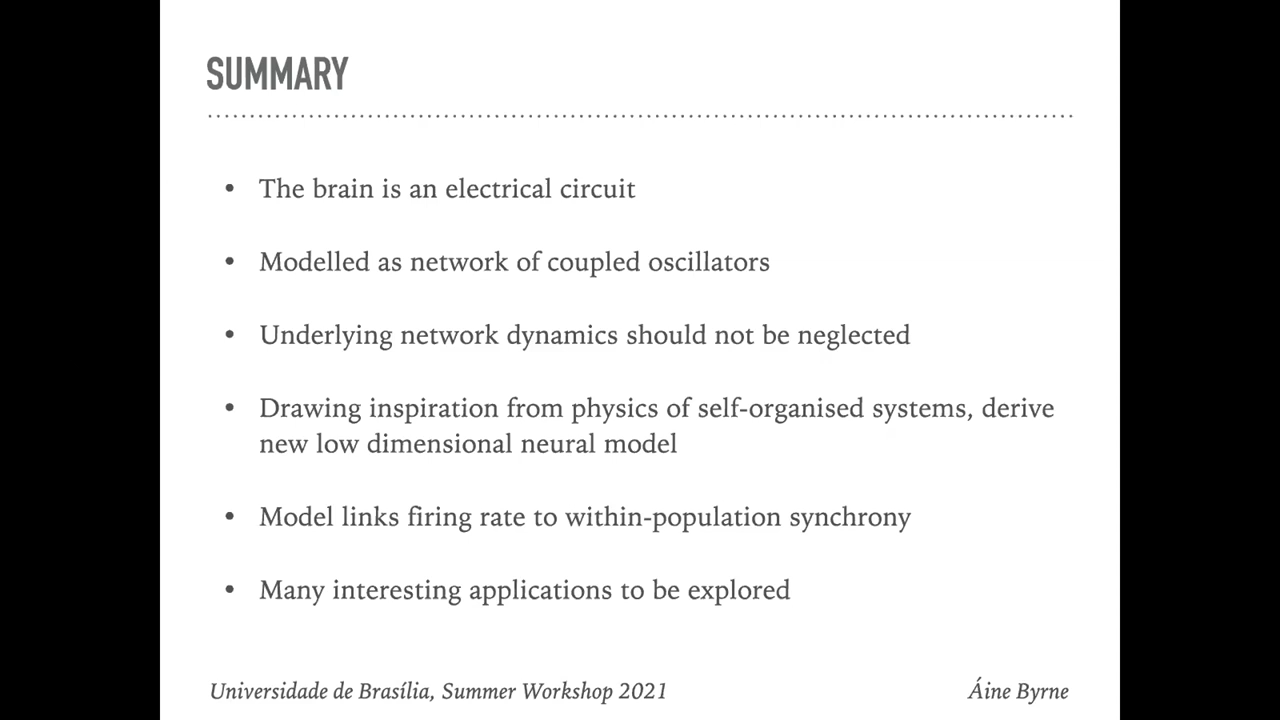 SUMMARY
• The brain is an electrical circuit
• Modelled as network of coupled oscillators
• Underlying network dynamics should not be neglected
• Drawing inspiration from physics of self-organised systems, derive
new low dimensional neural model
• Model links firing rate to within-population synchrony
• Many interesting applications to be explored
Universidade de Brasília, Summer Workshop 2021
Áine Byrne